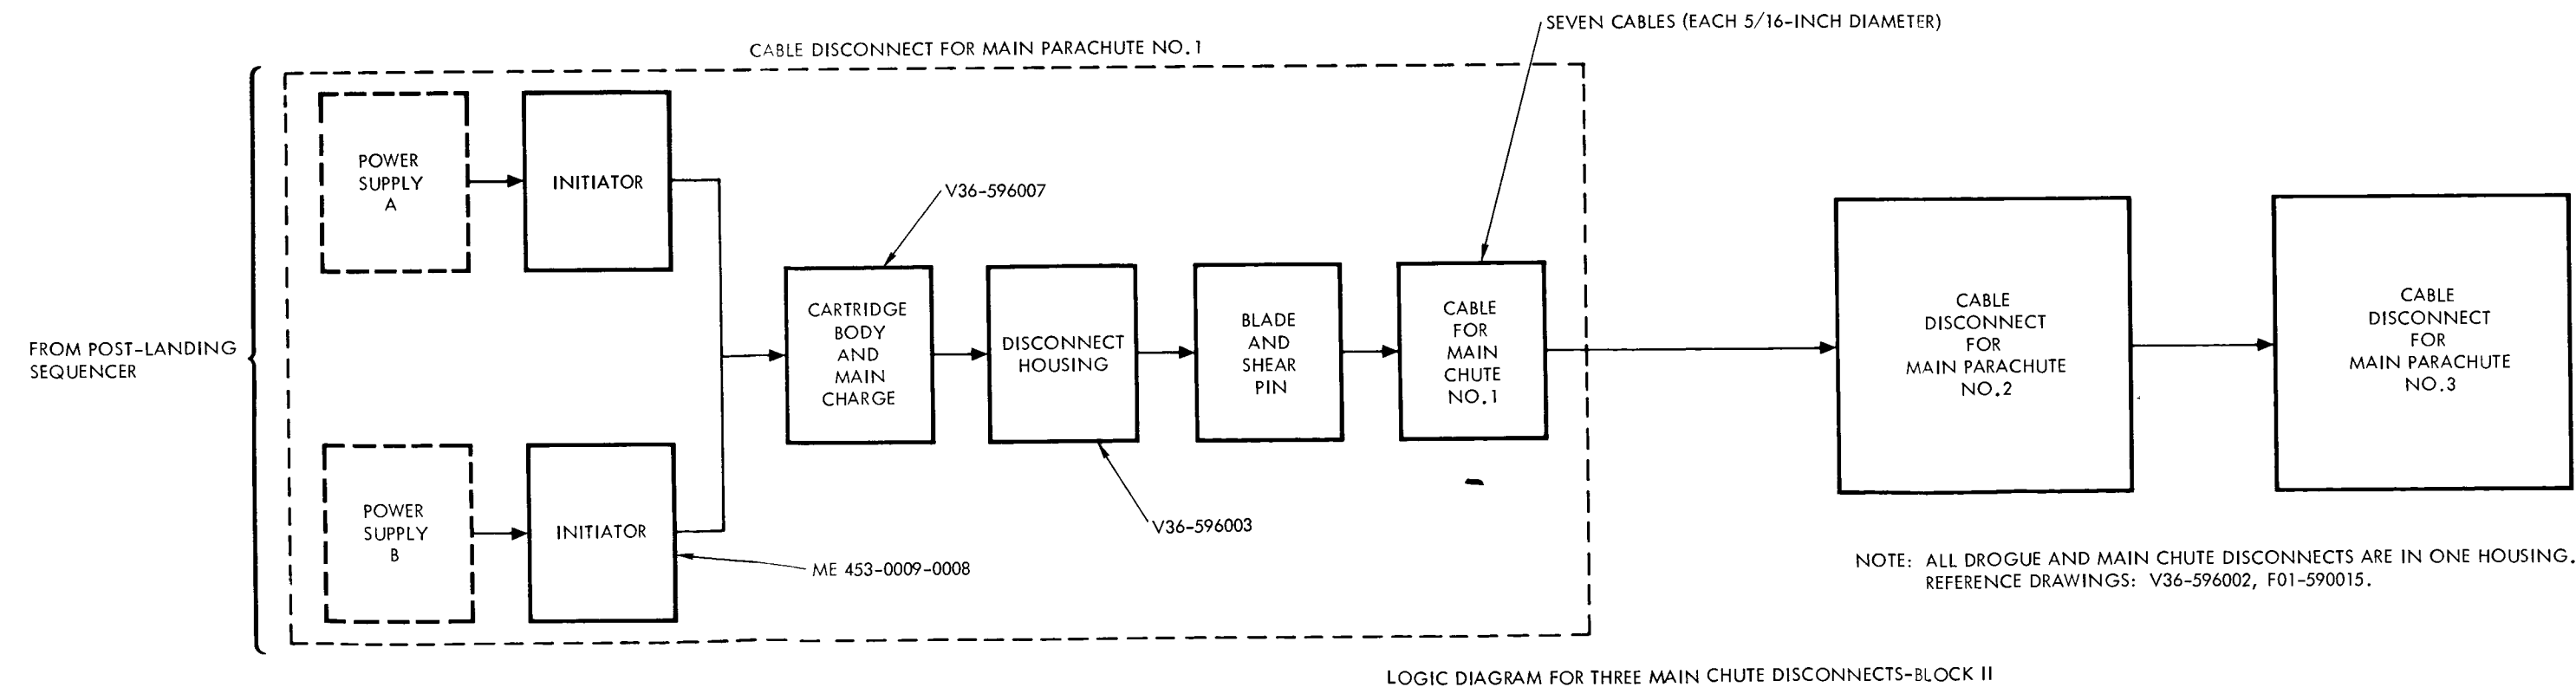 SEVEN CABLES (EACH 5/16-INCH DIAMETER)
CABLE DISCONNECT FOR MAIN PARACHUTE NO.1
POWER
SUPPLY
A
INITIATOR
V36-596007
FROM POST-LANDING
SEQUENCER
CARTRIDGE
BODY
AND
MAIN
CHARGE
DISCONNECT
HOUSING
BLADE
AND
SHEAR
PIN
CABLE
FOR
MAIN
CHUTE
NO.1
CABLE
DISCONNECT
FOR
MAIN PARACHUTE
NO.2
CABLE
DISCONNECT
FOR
MAIN PARACHUTE
NO.3
POWER
SUPPLY
B
INITIATOR
V36-596003
ME 453-0009-0008
NOTE: ALL DROGUE AND MAIN CHUTE DISCONNECTS ARE IN ONE HOUSING.
REFERENCE DRAWINGS: V36-596002, F01-590015.
LOGIC DIAGRAM FOR THREE MAIN CHUTE DISCONNECTS-BLOCK II